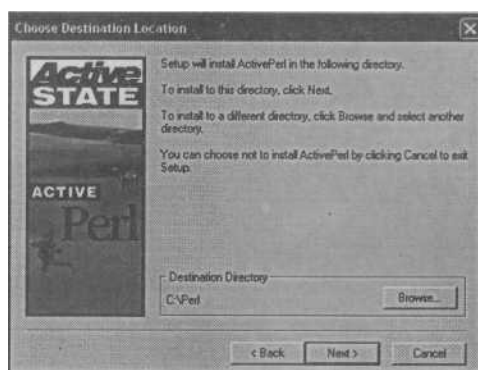 Choose Destination Location
Active
STATE
ACTIVE
Perl
Setup will install ActivePerl in the following directory.
To install to this directory, click Next.
To install to a different directory, click Browse and select another
directory.
You can choose not to install ActivePerl by clicking Cancel to exit
Setup.
Destination Directory
C:\Perl
Browse...
< Back
Next >
Cancel